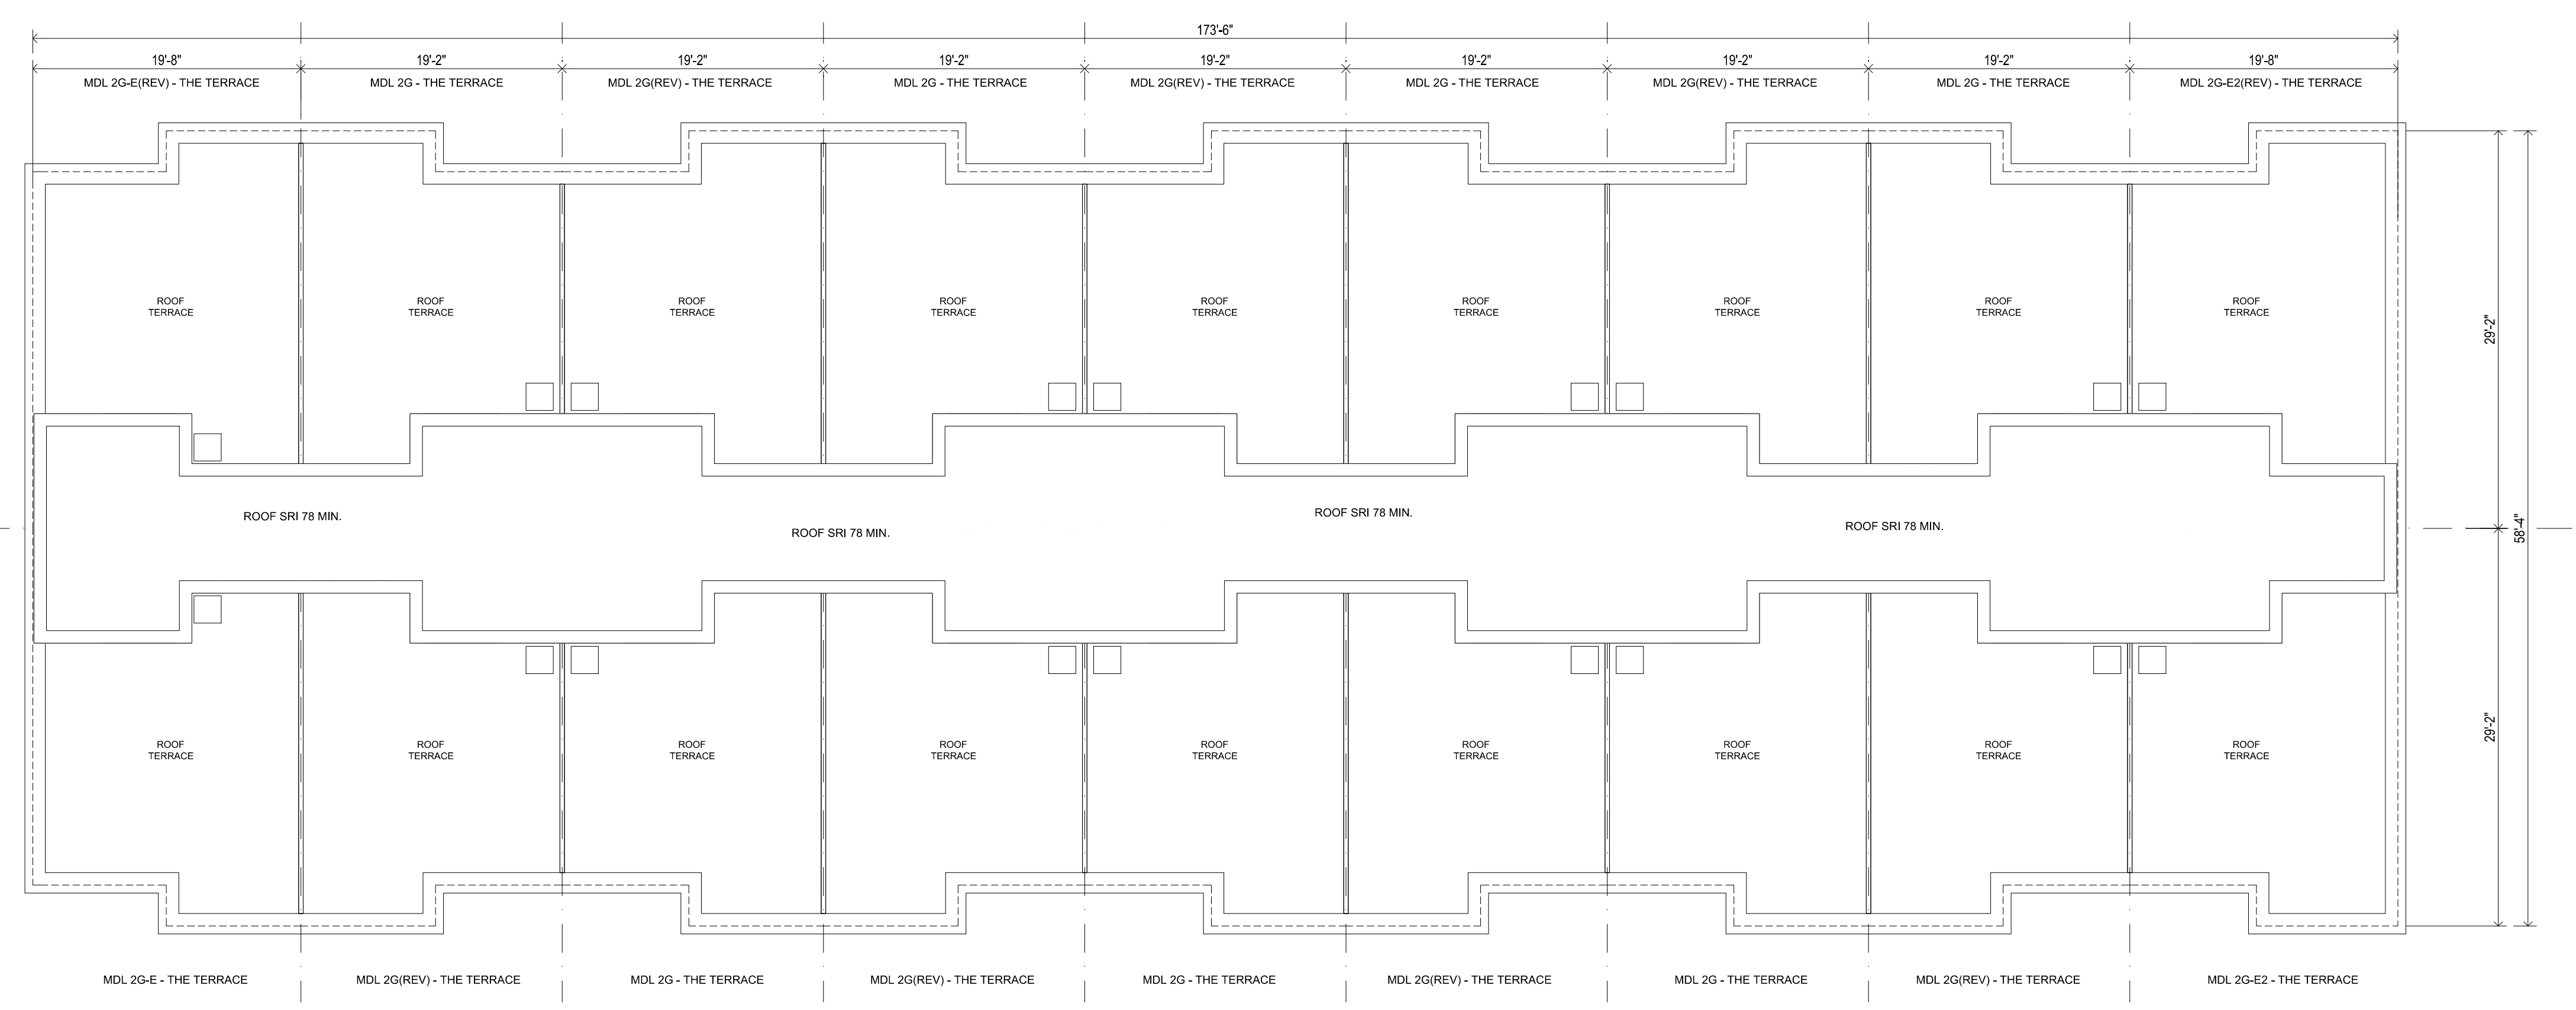 173'-6"
19'-8"
19'-2"
19'-2"
19'-2"
19'-2"
19'-2"
19'-2"
19'-2"
19'-8"
MDL 2G-E(REV) - THE TERRACE
MDL 2G - THE TERRACE
MDL 2G(REV) - THE TERRACE
MDL 2G - THE TERRACE
MDL 2G(REV) - THE TERRACE
MDL 2G - THE TERRACE
MDL 2G(REV) - THE TERRACE
MDL 2G - THE TERRACE
MDL 2G-E2(REV) - THE TERRACE
ROOF
TERRACE
ROOF
TERRACE
ROOF
TERRACE
ROOF
TERRACE
ROOF
TERRACE
ROOF
TERRACE
ROOF
TERRACE
ROOF
TERRACE
ROOF
TERRACE
29'-2"
ROOF SRI 78 MIN.
ROOF SRI 78 MIN.
ROOF SRI 78 MIN.
ROOF SRI 78 MIN.
58'-4"
ROOF
TERRACE
ROOF
TERRACE
ROOF
TERRACE
ROOF
TERRACE
ROOF
TERRACE
ROOF
TERRACE
ROOF
TERRACE
ROOF
TERRACE
ROOF
TERRACE
29'-2"
MDL 2G-E - THE TERRACE
MDL 2G(REV) - THE TERRACE
MDL 2G - THE TERRACE
MDL 2G(REV) - THE TERRACE
MDL 2G - THE TERRACE
MDL 2G(REV) - THE TERRACE
MDL 2G - THE TERRACE
MDL 2G(REV) - THE TERRACE
MDL 2G-E2 - THE TERRACE